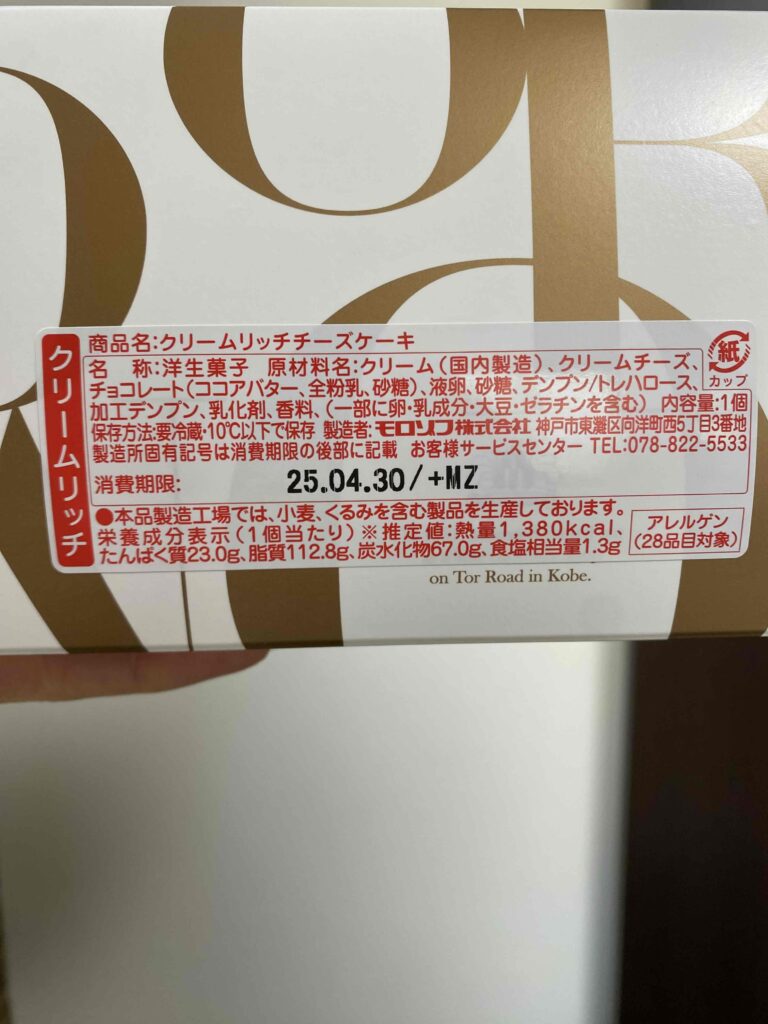 クリームリッチ
商品名:クリームリッチチーズケーキ
名 称:洋生菓子 原材料名:クリーム(国内製造)、クリームチーズ、
チョコレート(ココアバター、全粉乳、砂糖)、液卵、砂糖、デンプン/トレハロース、
加工デンプン、乳化剤、香料、(一部に卵・乳成分・大豆・ゼラチンを含む) 内容量:1個
保存方法:要冷蔵・10℃以下で保存 製造者:モロゾフ株式会社 神戸市東灘区向洋町西5丁目3番地
製造所固有記号は消費期限の後部に記載 お客様サービスセンター TEL:078-822-5533
消費期限: 25.04.30/+MZ
●本品製造工場では、小麦、くるみを含む製品を生産しております。
栄養成分表示(1個当たり)※推定値:熱量1,380kcal、
たんぱく質23.0g、脂質112.8g、炭水化物67.0g、食塩相当量1.3g
アレルゲン
(28品目対象)
紙
カップ
on Tor Road in Kobe.